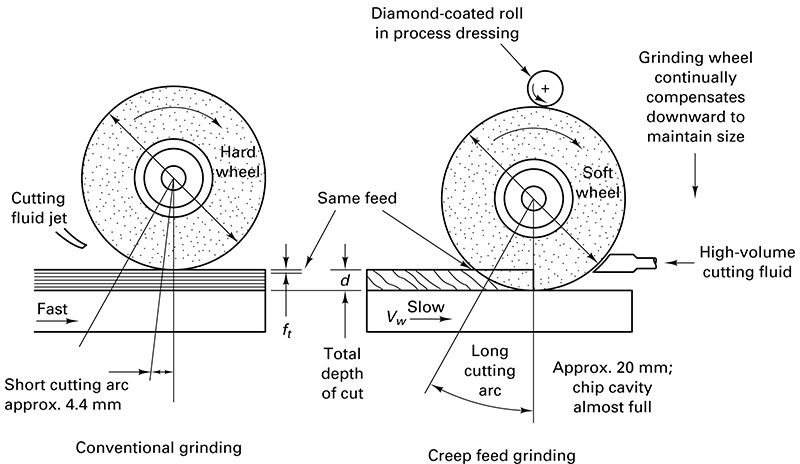 Diamond-coated roll
in process dressing
+
Grinding wheel
continually
compensates
downward to
maintain size
Hard
wheel
Soft
wheel
Cutting
fluid jet
Same feed
High-volume
cutting fluid
d
Fast
f_t
V_w
Slow
Total
depth
of cut
Long
cutting
arc
Approx. 20 mm;
chip cavity
almost full
Short cutting arc
approx. 4.4 mm
Conventional grinding
Creep feed grinding